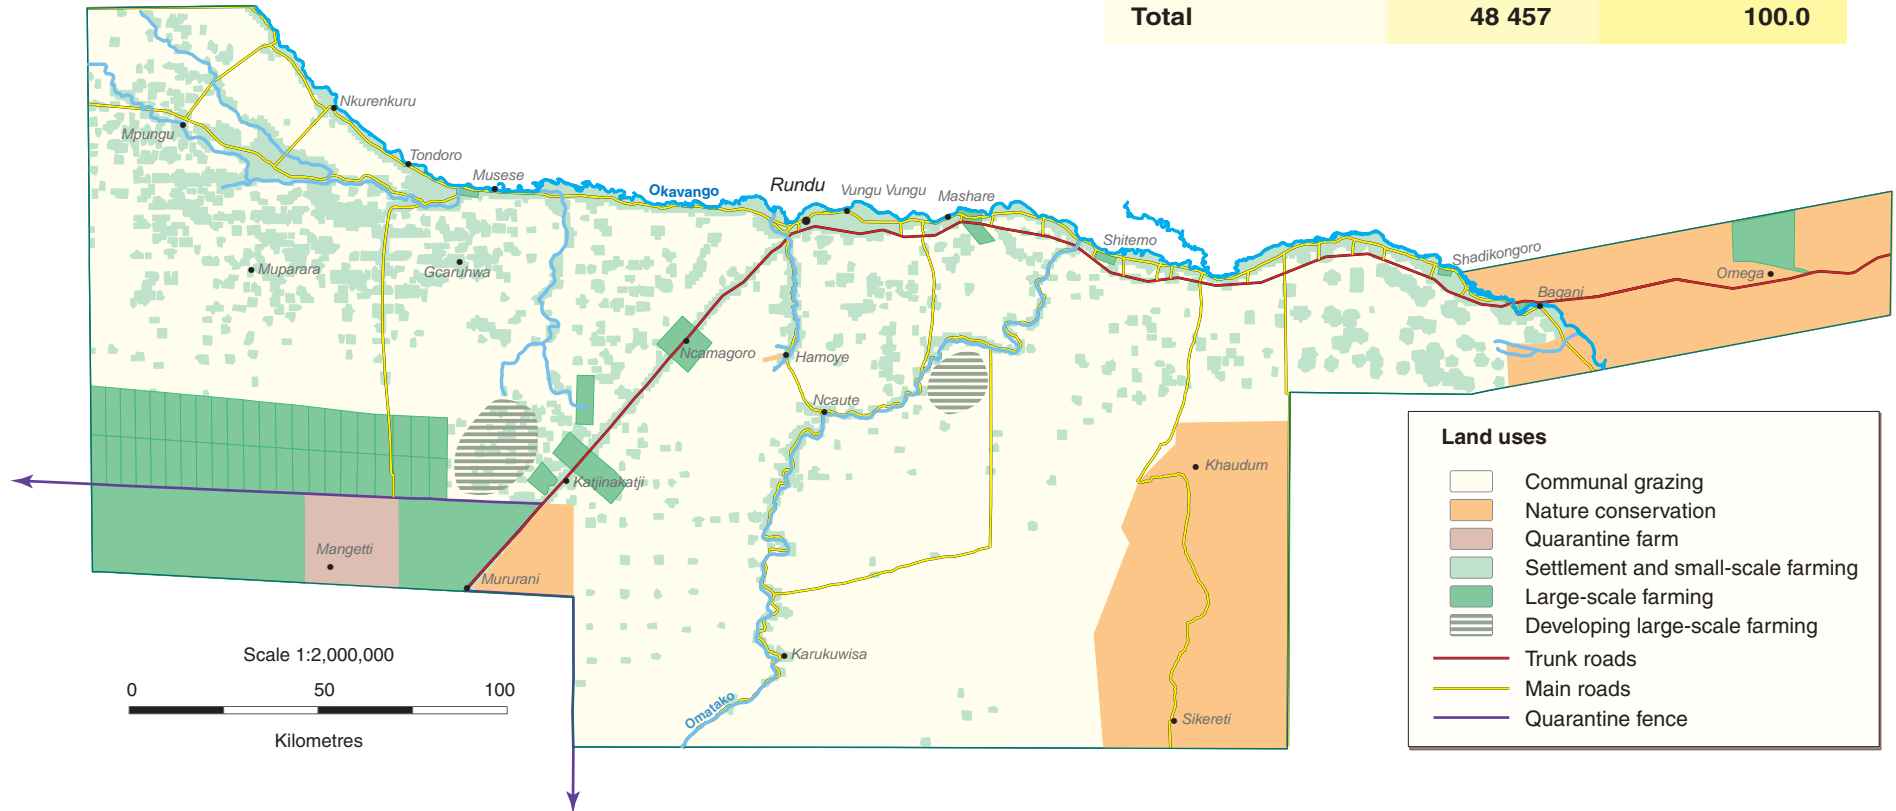 Total 48 457 100.0
Nkurenkuru
Mpungu
Tondoro
Musese
Okavango
Rundu
Vungu Vungu
Mashare
Shitemo
Shadikongoro
Omega
Bagani
Muparara
Gcaruhwa
Ncamagoro
Hamoye
Ncaute
Khaudum
Katjinakatji
Mangetti
Mururani
Karukuwisa
Omatako
Sikereti
Scale 1:2,000,000
0 50 100
Kilometres
Land uses
Communal grazing
Nature conservation
Quarantine farm
Settlement and small-scale farming
Large-scale farming
Developing large-scale farming
Trunk roads
Main roads
Quarantine fence